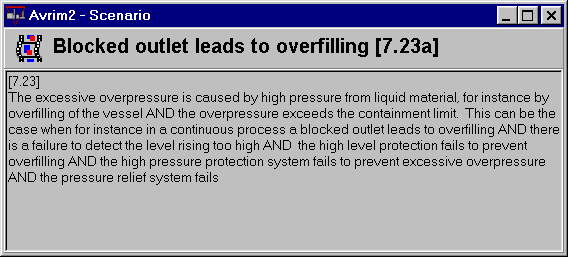 Avrim2 - Scenario
Blocked outlet leads to overfilling [7.23a]
[7.23]
The excessive overpressure is caused by high pressure from liquid material, for instance by
overfilling of the vessel AND the overpressure exceeds the containment limit.  This can be the
case when for instance in a continuous process a blocked outlet leads to overfilling AND there
is a failure to detect the level rising too high AND  the high level protection fails to prevent
overfilling AND the high pressure protection system fails to prevent excessive overpressure
AND the pressure relief system fails